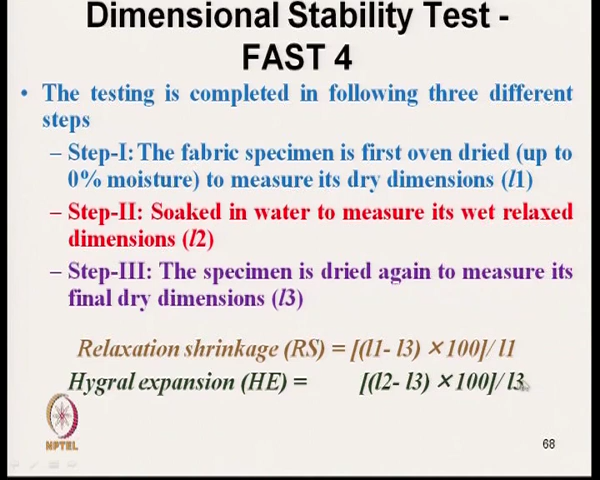 Dimensional Stability Test -
FAST 4
• The testing is completed in following three different
steps
– Step-I: The fabric specimen is first oven dried (up to
0% moisture) to measure its dry dimensions (l1)
– Step-II: Soaked in water to measure its wet relaxed
dimensions (l2)
– Step-III: The specimen is dried again to measure its
final dry dimensions (l3)
Relaxation shrinkage (RS) = [(l1- l3) ×100]/ l1
Hygral expansion (HE) = [(l2- l3) ×100]/ l3
NPTEL
68